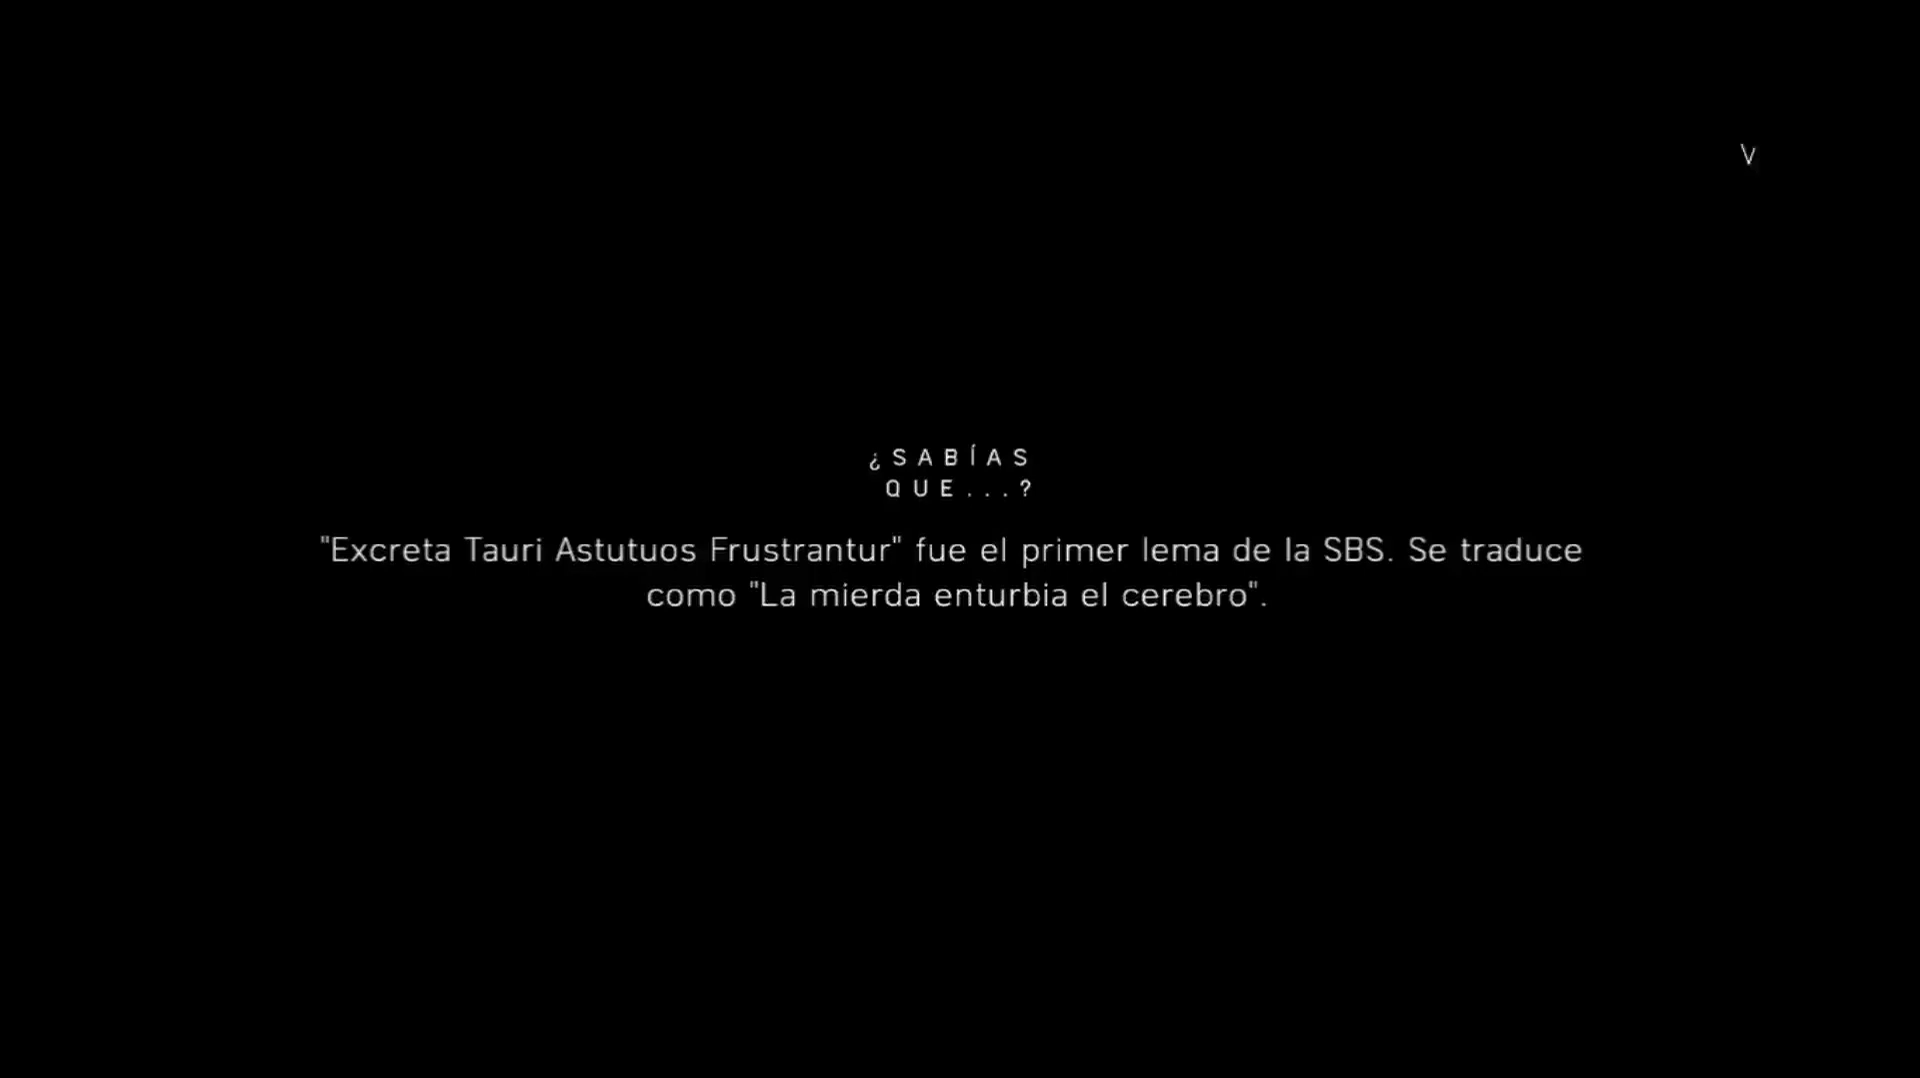 V
¿SABÍAS
QUE...?
"Excreta Tauri Astutuos Frustrantur" fue el primer lema de la SBS. Se traduce
como "La mierda enturbia el cerebro".